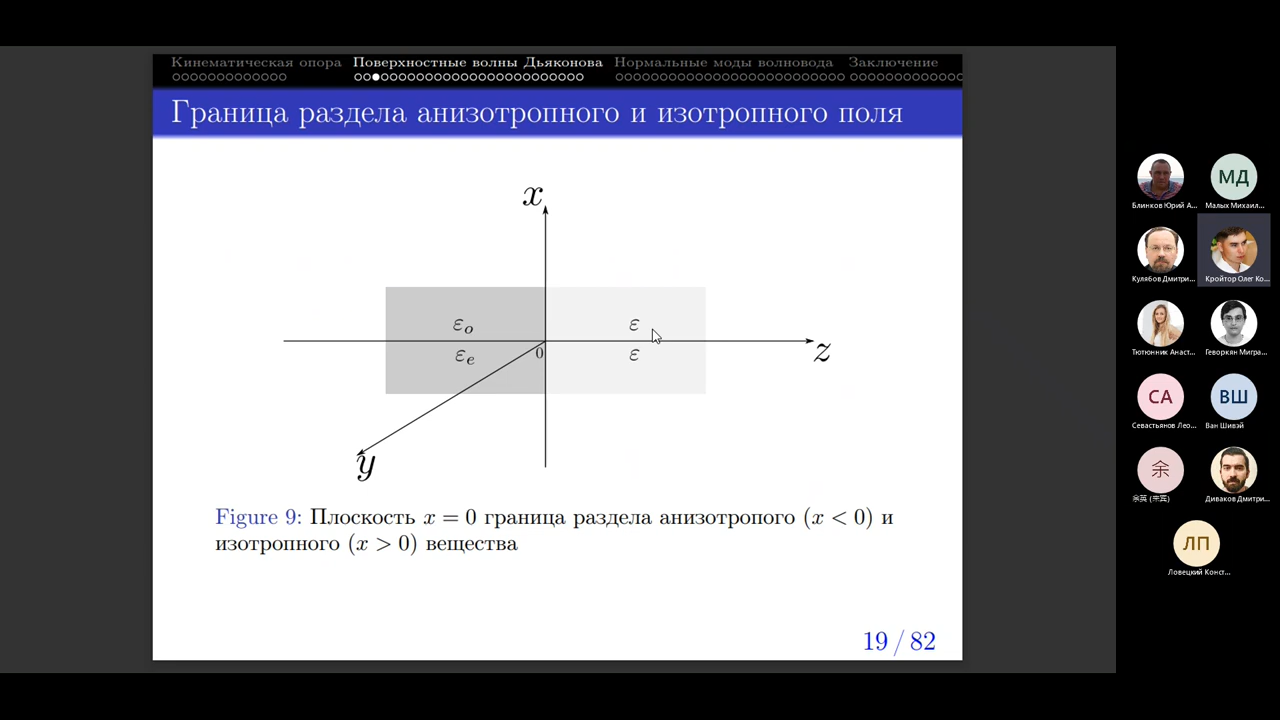 Кинематическая опора Поверхностные волны Дьяконова Нормальные моды волновода Заключение
Граница раздела анизотропного и изотропного поля
x
εo ε
0 z
εe ε
y
Figure 9: Плоскость x = 0 граница раздела анизотропого (x < 0) и
изотропного (x > 0) вещества
19 / 82
МД
Блинков Юрий А... Малых Михаил...
Кулябов Дмитри... Кройтор Олег Ко...
Тютюнник Анаст... Геворкян Мигра...
СА ВШ
Севастьянов Лео... Ван Шивэй
余
Диваков Дмитри...
ЛП
Ловецкий Конст...